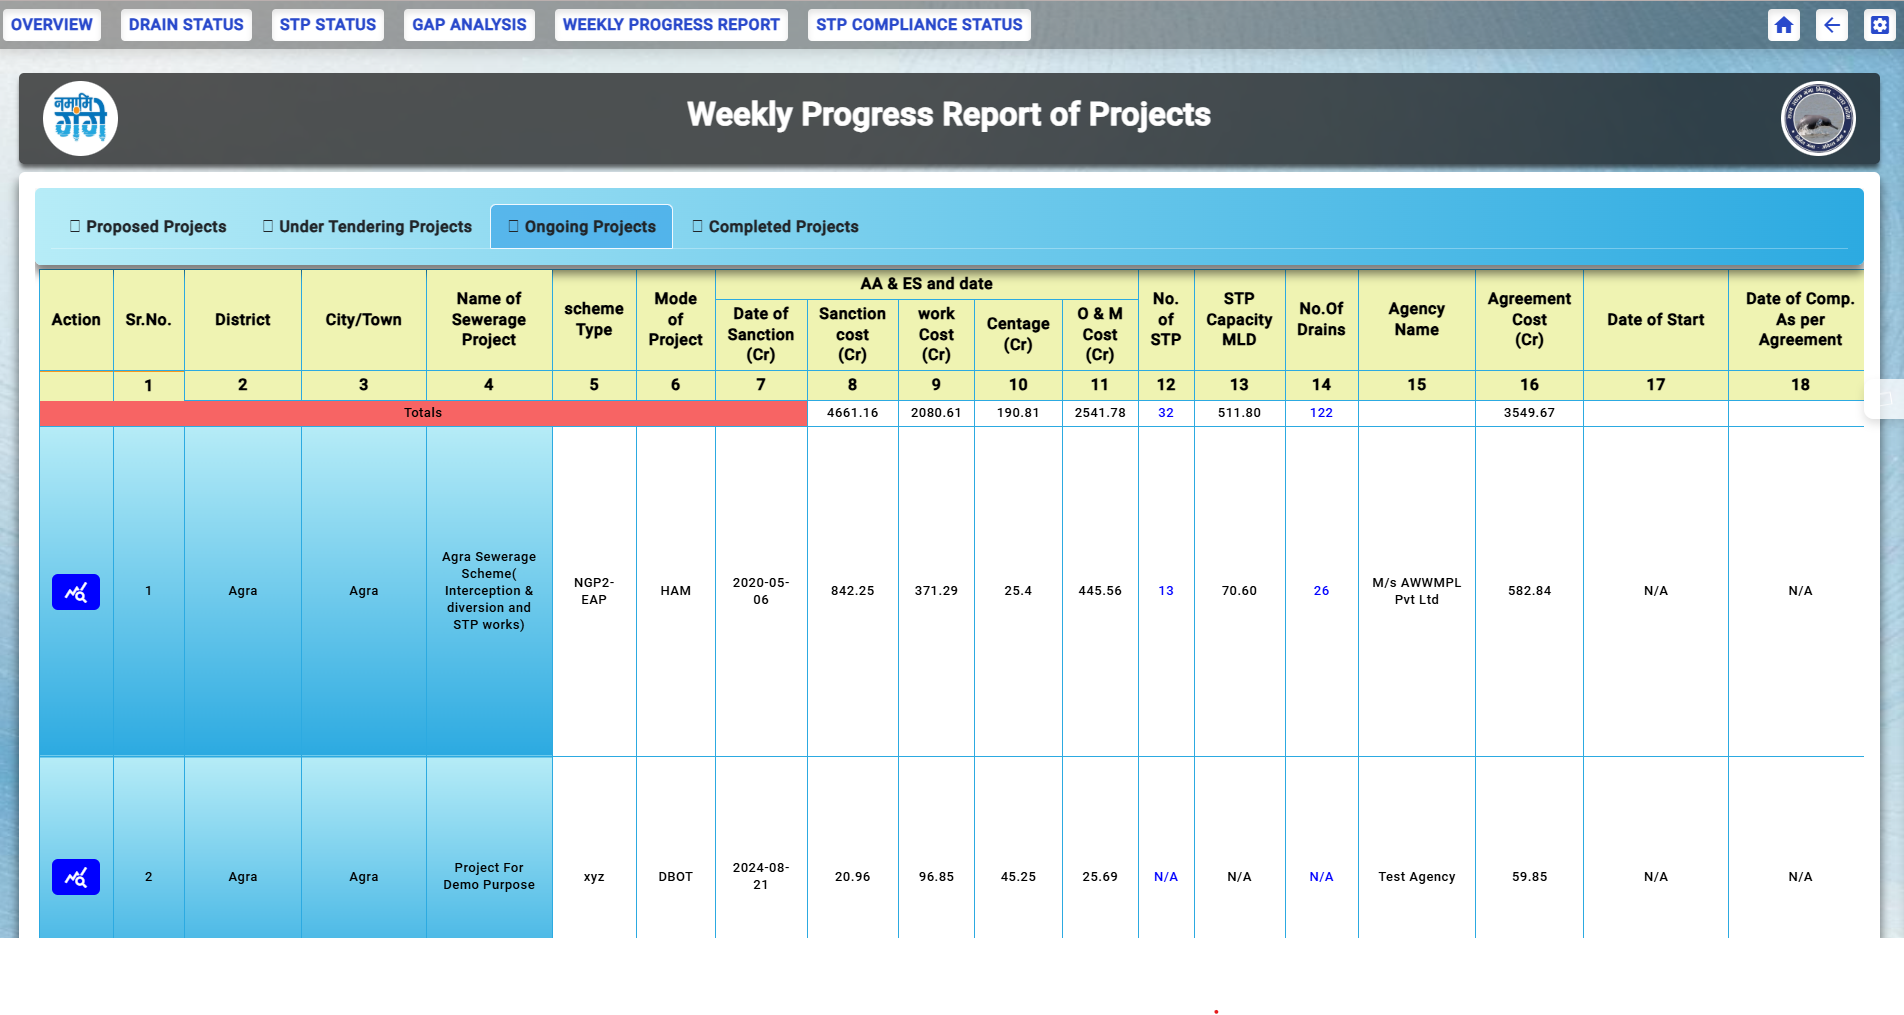 OVERVIEW DRAIN STATUS STP STATUS GAP ANALYSIS WEEKLY PROGRESS REPORT STP COMPLIANCE STATUS
नमामि गंगे
Weekly Progress Report of Projects
Proposed Projects Under Tendering Projects Ongoing Projects Completed Projects
Action Sr.No. District City/Town Name of Sewerage Project scheme Type Mode of Project AA & ES and date No. of STP STP Capacity MLD No.Of Drains Agency Name Agreement Cost (Cr) Date of Start Date of Comp. As per Agreement
Date of Sanction (Cr) Sanction cost (Cr) work Cost (Cr) Centage (Cr) O & M Cost (Cr)
1 2 3 4 5 6 7 8 9 10 11 12 13 14 15 16 17 18
Totals 4661.16 2080.61 190.81 2541.78 32 511.80 122 3549.67
1 Agra Agra Agra Sewerage Scheme( Interception & diversion and STP works) NGP2-EAP HAM 2020-05-06 842.25 371.29 25.4 445.56 13 70.60 26 M/s AWWMPL Pvt Ltd 582.84 N/A N/A
2 Agra Agra Project For Demo Purpose xyz DBOT 2024-08-21 20.96 96.85 45.25 25.69 N/A N/A N/A Test Agency 59.85 N/A N/A